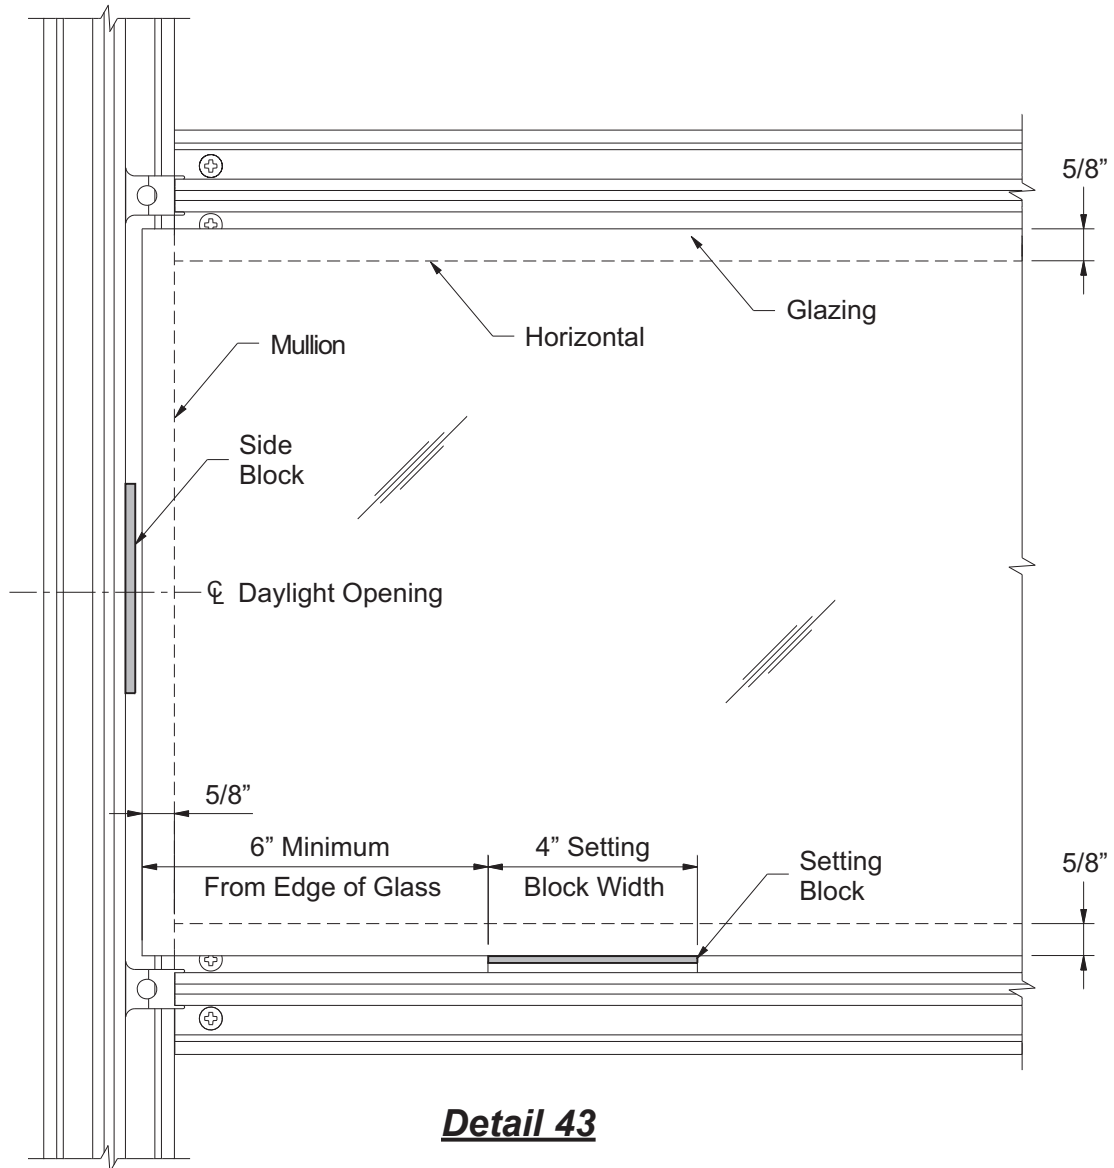 5/8”
Glazing
Horizontal
Mullion
Side
Block
℄ Daylight Opening
5/8”
6” Minimum
From Edge of Glass
4” Setting
Block Width
Setting
Block
5/8”
Detail 43